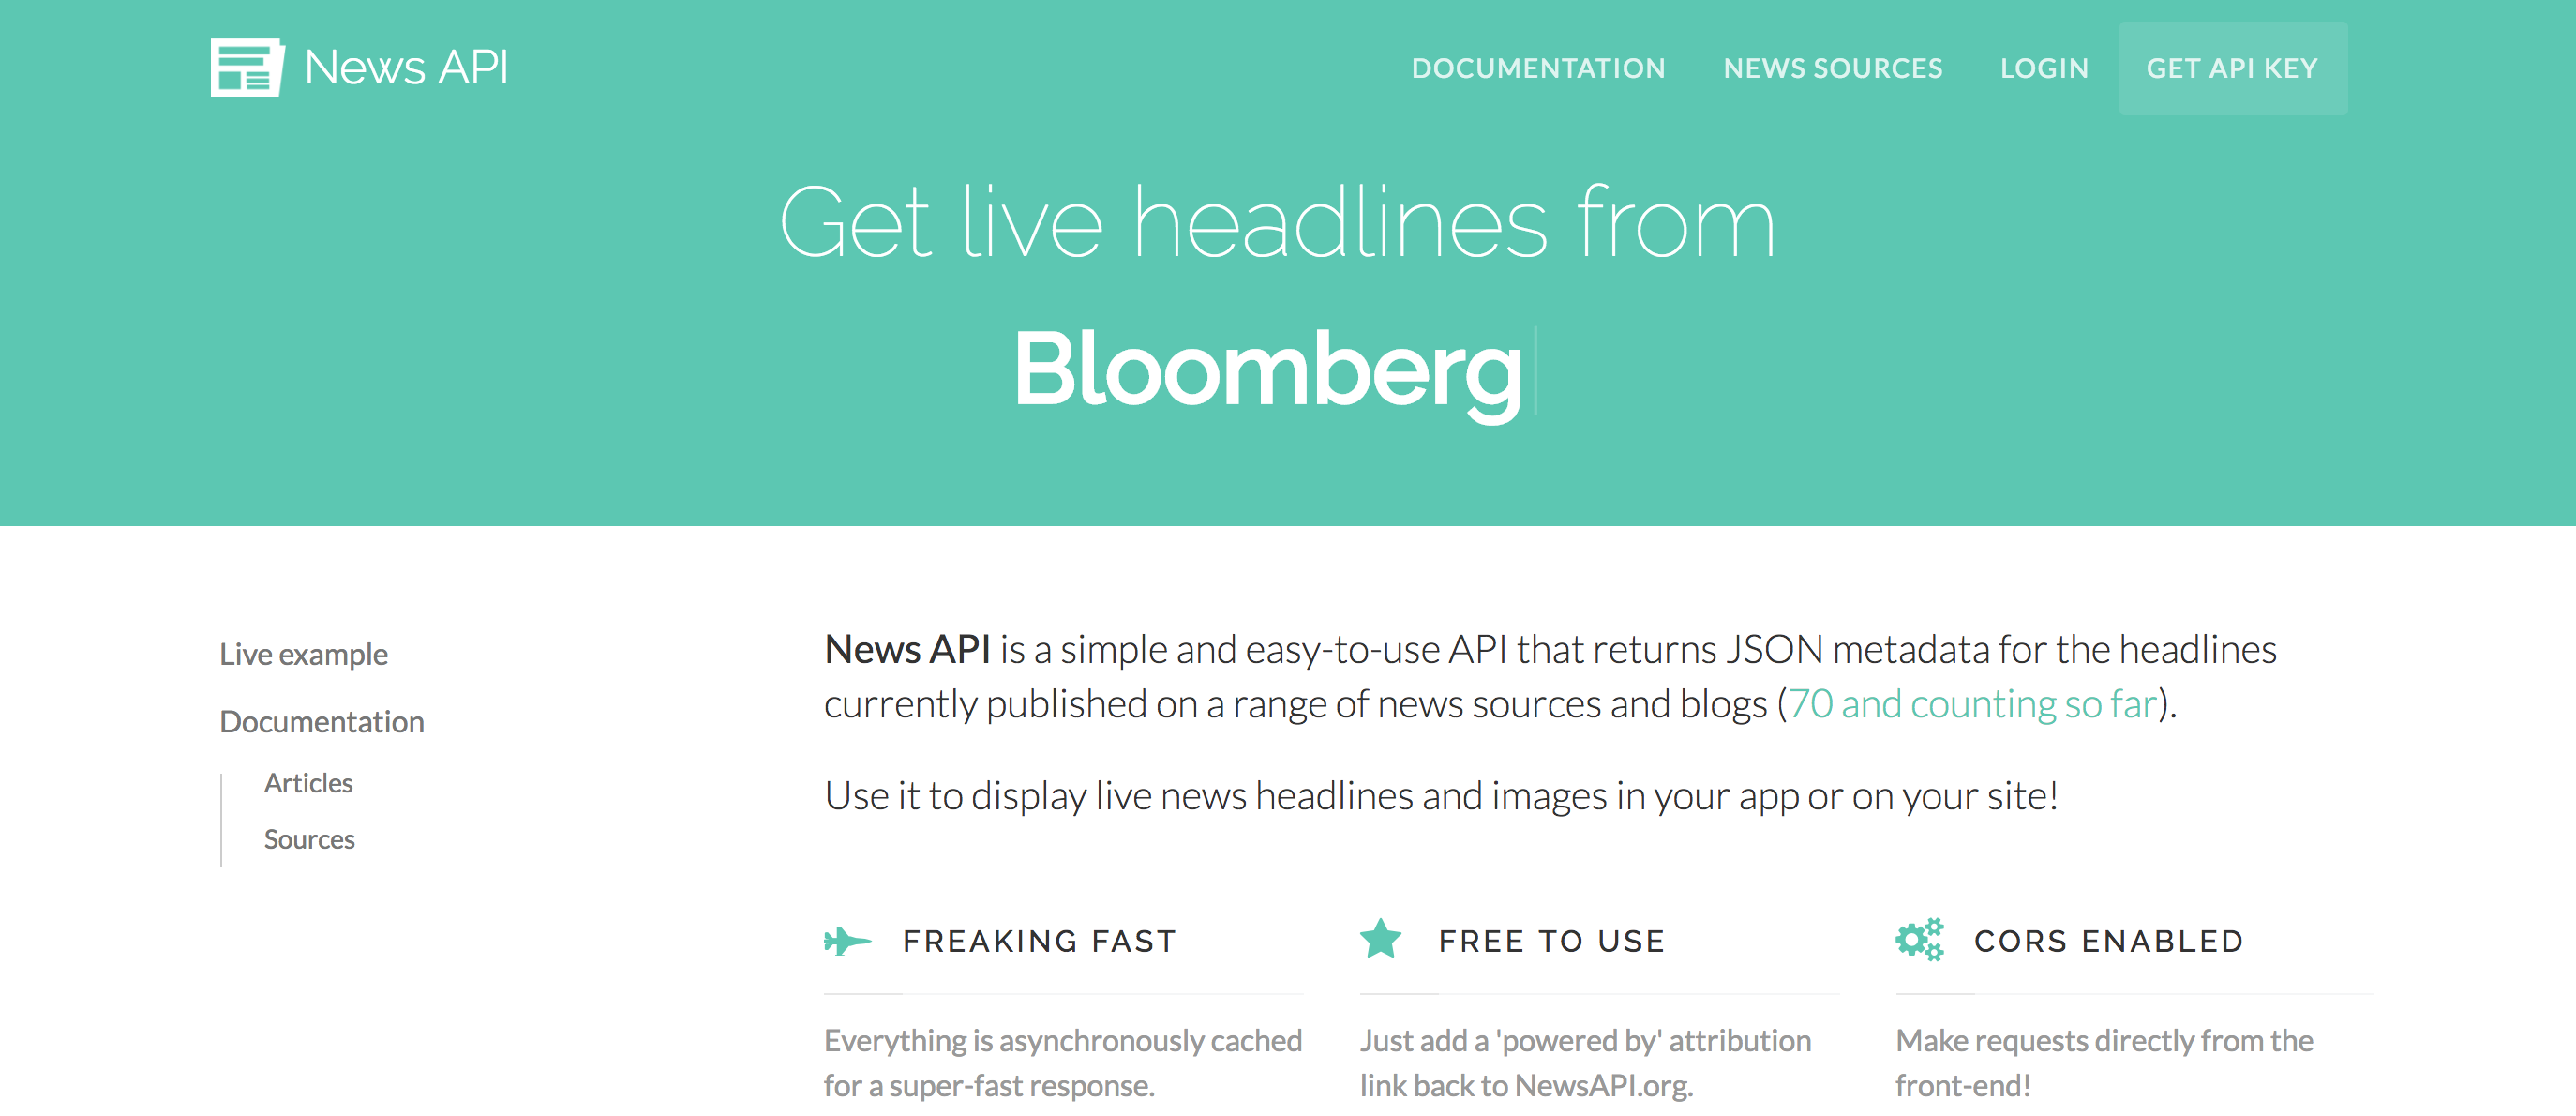 News API
DOCUMENTATION
NEWS SOURCES
LOGIN
GET API KEY
Get live headlines from
Bloomberg
Live example
Documentation
Articles
Sources
News API is a simple and easy-to-use API that returns JSON metadata for the headlines
currently published on a range of news sources and blogs (70 and counting so far).
Use it to display live news headlines and images in your app or on your site!
FREAKING FAST
Everything is asynchronously cached
for a super-fast response.
FREE TO USE
Just add a 'powered by' attribution
link back to NewsAPI.org.
CORS ENABLED
Make requests directly from the
front-end!